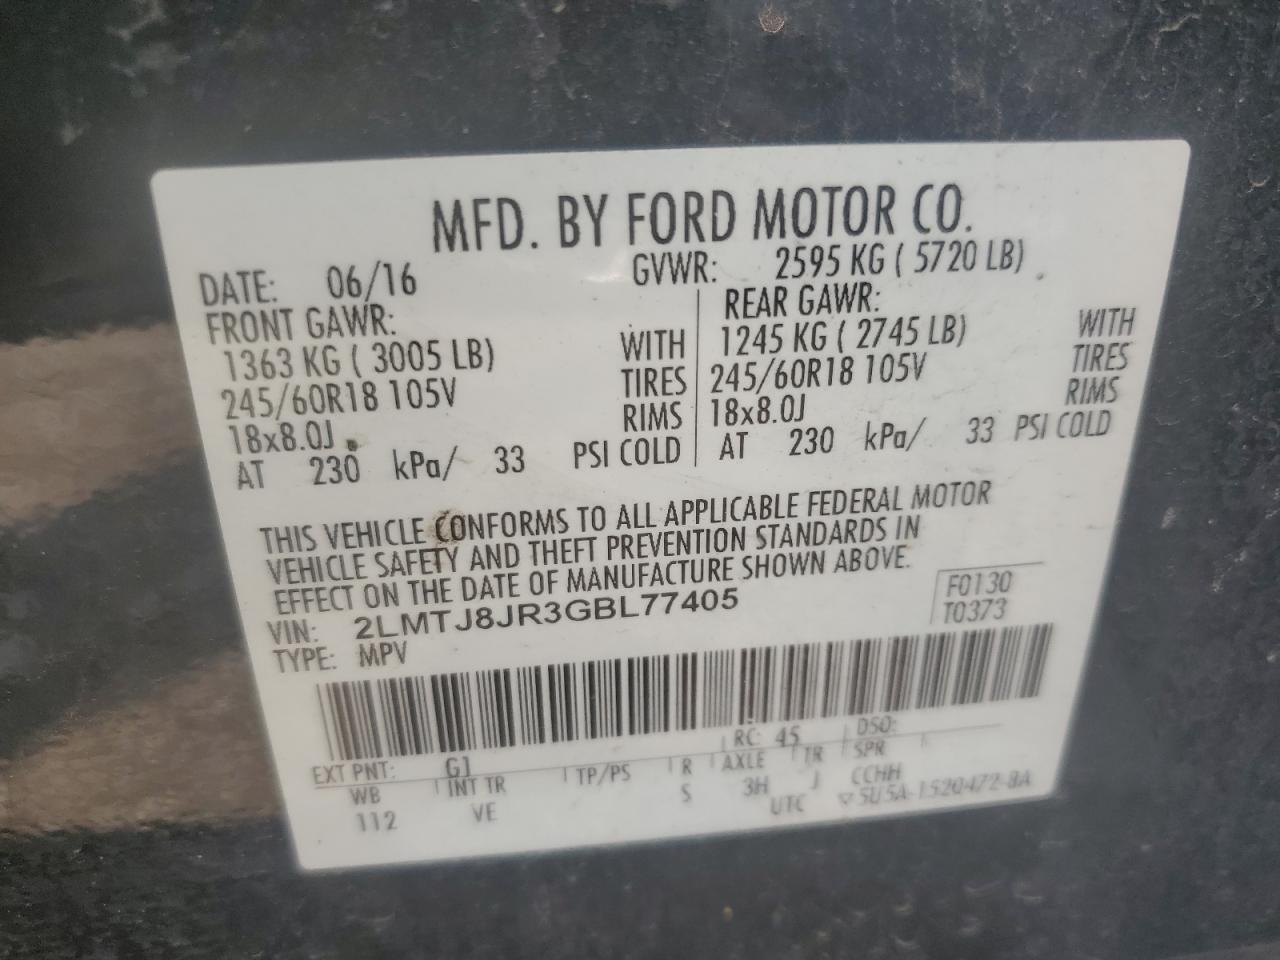 MFD. BY FORD MOTOR CO.
DATE: 06/16 GVWR: 2595 KG ( 5720 LB)
FRONT GAWR: REAR GAWR:
1363 KG ( 3005 LB) WITH 1245 KG ( 2745 LB) WITH
245/60R18 105V TIRES 245/60R18 105V TIRES
18x8.0J RIMS 18x8.0J RIMS
AT 230 kPa/ 33 PSI COLD AT 230 kPa/ 33 PSI COLD
THIS VEHICLE CONFORMS TO ALL APPLICABLE FEDERAL MOTOR
VEHICLE SAFETY AND THEFT PREVENTION STANDARDS IN
EFFECT ON THE DATE OF MANUFACTURE SHOWN ABOVE.
VIN: 2LMTJ8JR3GBL77405 F0130
TYPE: MPV T0373
EXT PNT: G1 RC: 45 DSO:
WB INT TR TP/PS R AXLE TR SPR
112 VE S 3H J CCHH
UTC ▽5U5A-1520472-BA